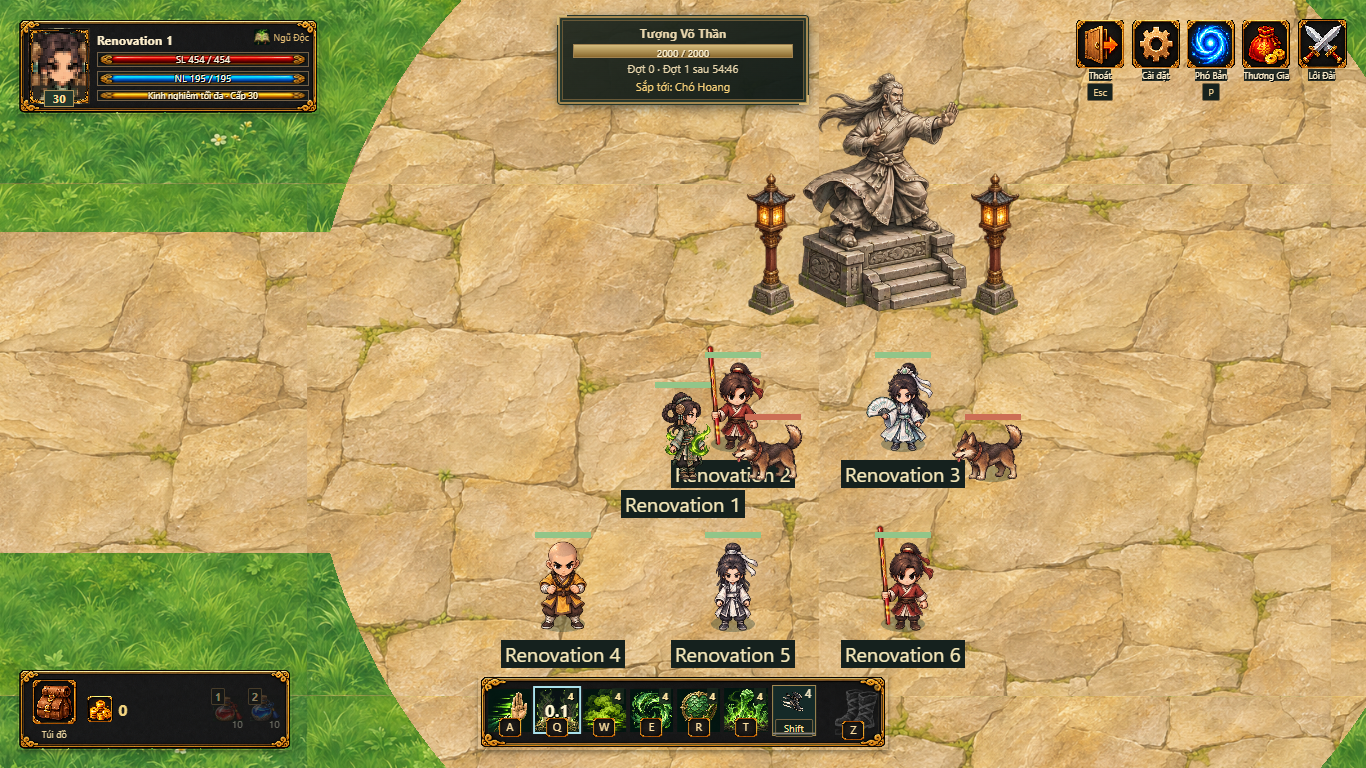 Renovation 1
Ngũ Độc
SL 454 / 454
NL 195 / 195
Kinh nghiệm tối đa - Cấp 30
30
Tượng Võ Thần
2000 / 2000
Đợt 0 - Đợt 1 sau 54:46
Sắp tới: Chó Hoang
Thoát
Cài đặt
Phó Bản
Thương Gia
Lôi Đài
Esc
P
Renovation 2
Renovation 3
Renovation 1
Renovation 4
Renovation 5
Renovation 6
Túi đồ
0
1
10
2
10
A
4
0.1
Q
4
W
4
E
4
R
4
T
4
Shift
Z